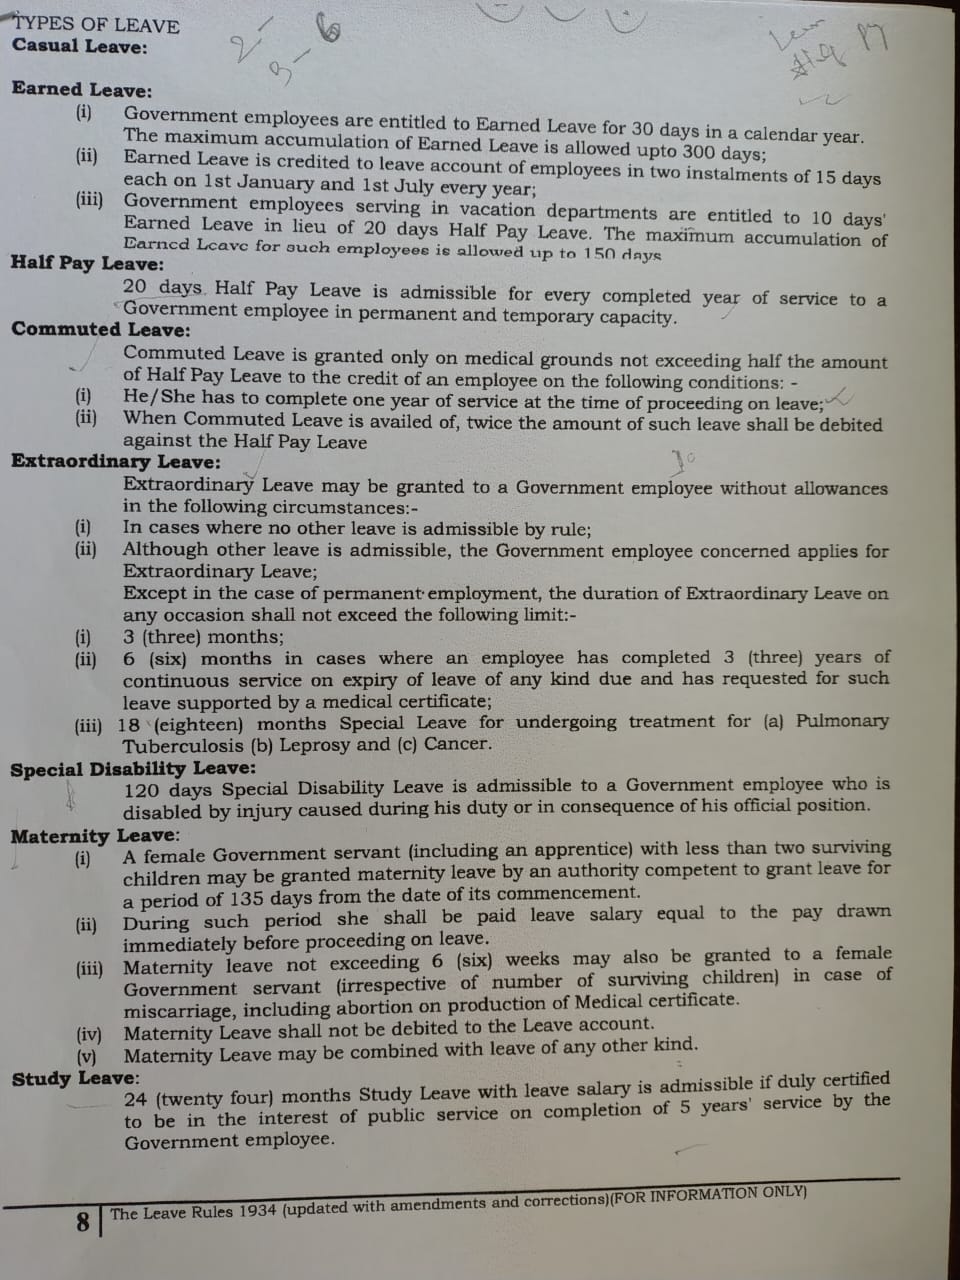 TYPES OF LEAVE
Casual Leave:
2-
3-
6
Earned Leave:
(i) Government employees are entitled to Earned Leave for 30 days in a calendar year.
The maximum accumulation of Earned Leave is allowed upto 300 days;
(ii) Earned Leave is credited to leave account of employees in two instalments of 15 days
each on 1st January and 1st July every year;
(iii) Government employees serving in vacation departments are entitled to 10 days'
Earned Leave in lieu of 20 days Half Pay Leave. The maximum accumulation of
Earned Leave for such employees is allowed up to 150 days
Half Pay Leave:
20 days Half Pay Leave is admissible for every completed year of service to a
Government employee in permanent and temporary capacity.
Commuted Leave:
Commuted Leave is granted only on medical grounds not exceeding half the amount
of Half Pay Leave to the credit of an employee on the following conditions: -
(i) He/She has to complete one year of service at the time of proceeding on leave;
(ii) When Commuted Leave is availed of, twice the amount of such leave shall be debited
against the Half Pay Leave
Extraordinary Leave:
Extraordinary Leave may be granted to a Government employee without allowances
in the following circumstances:-
(i) In cases where no other leave is admissible by rule;
(ii) Although other leave is admissible, the Government employee concerned applies for
Extraordinary Leave;
Except in the case of permanent employment, the duration of Extraordinary Leave on
any occasion shall not exceed the following limit:-
(i) 3 (three) months;
(ii) 6 (six) months in cases where an employee has completed 3 (three) years of
continuous service on expiry of leave of any kind due and has requested for such
leave supported by a medical certificate;
(iii) 18 (eighteen) months Special Leave for undergoing treatment for (a) Pulmonary
Tuberculosis (b) Leprosy and (c) Cancer.
Special Disability Leave:
120 days Special Disability Leave is admissible to a Government employee who is
disabled by injury caused during his duty or in consequence of his official position.
Maternity Leave:
(i) A female Government servant (including an apprentice) with less than two surviving
children may be granted maternity leave by an authority competent to grant leave for
a period of 135 days from the date of its commencement.
(ii) During such period she shall be paid leave salary equal to the pay drawn
immediately before proceeding on leave.
(iii) Maternity leave not exceeding 6 (six) weeks may also be granted to a female
Government servant (irrespective of number of surviving children) in case of
miscarriage, including abortion on production of Medical certificate.
(iv) Maternity Leave shall not be debited to the Leave account.
(v) Maternity Leave may be combined with leave of any other kind.
Study Leave:
24 (twenty four) months Study Leave with leave salary is admissible if duly certified
to be in the interest of public service on completion of 5 years' service by the
Government employee.
8 The Leave Rules 1934 (updated with amendments and corrections)(FOR INFORMATION ONLY)